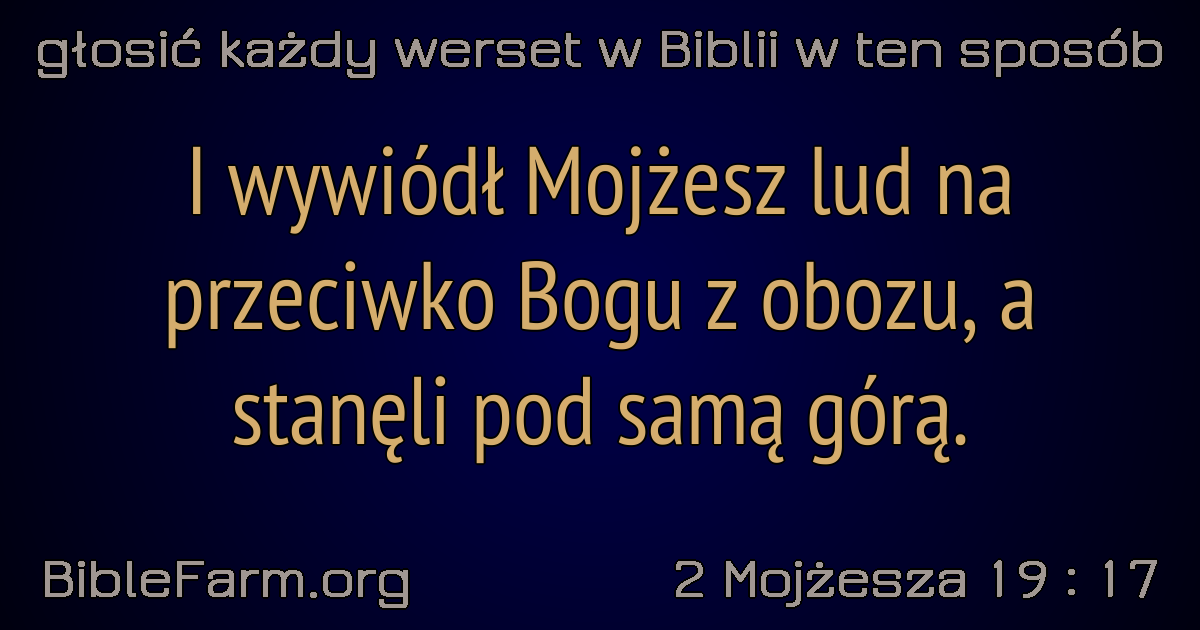 głosić każdy werset w Biblii w ten sposób
I wywiódł Mojżesz lud na
przeciwko Bogu z obozu, a
stanęli pod samą górą.
BibleFarm.org
2 Mojżesza 19 : 17